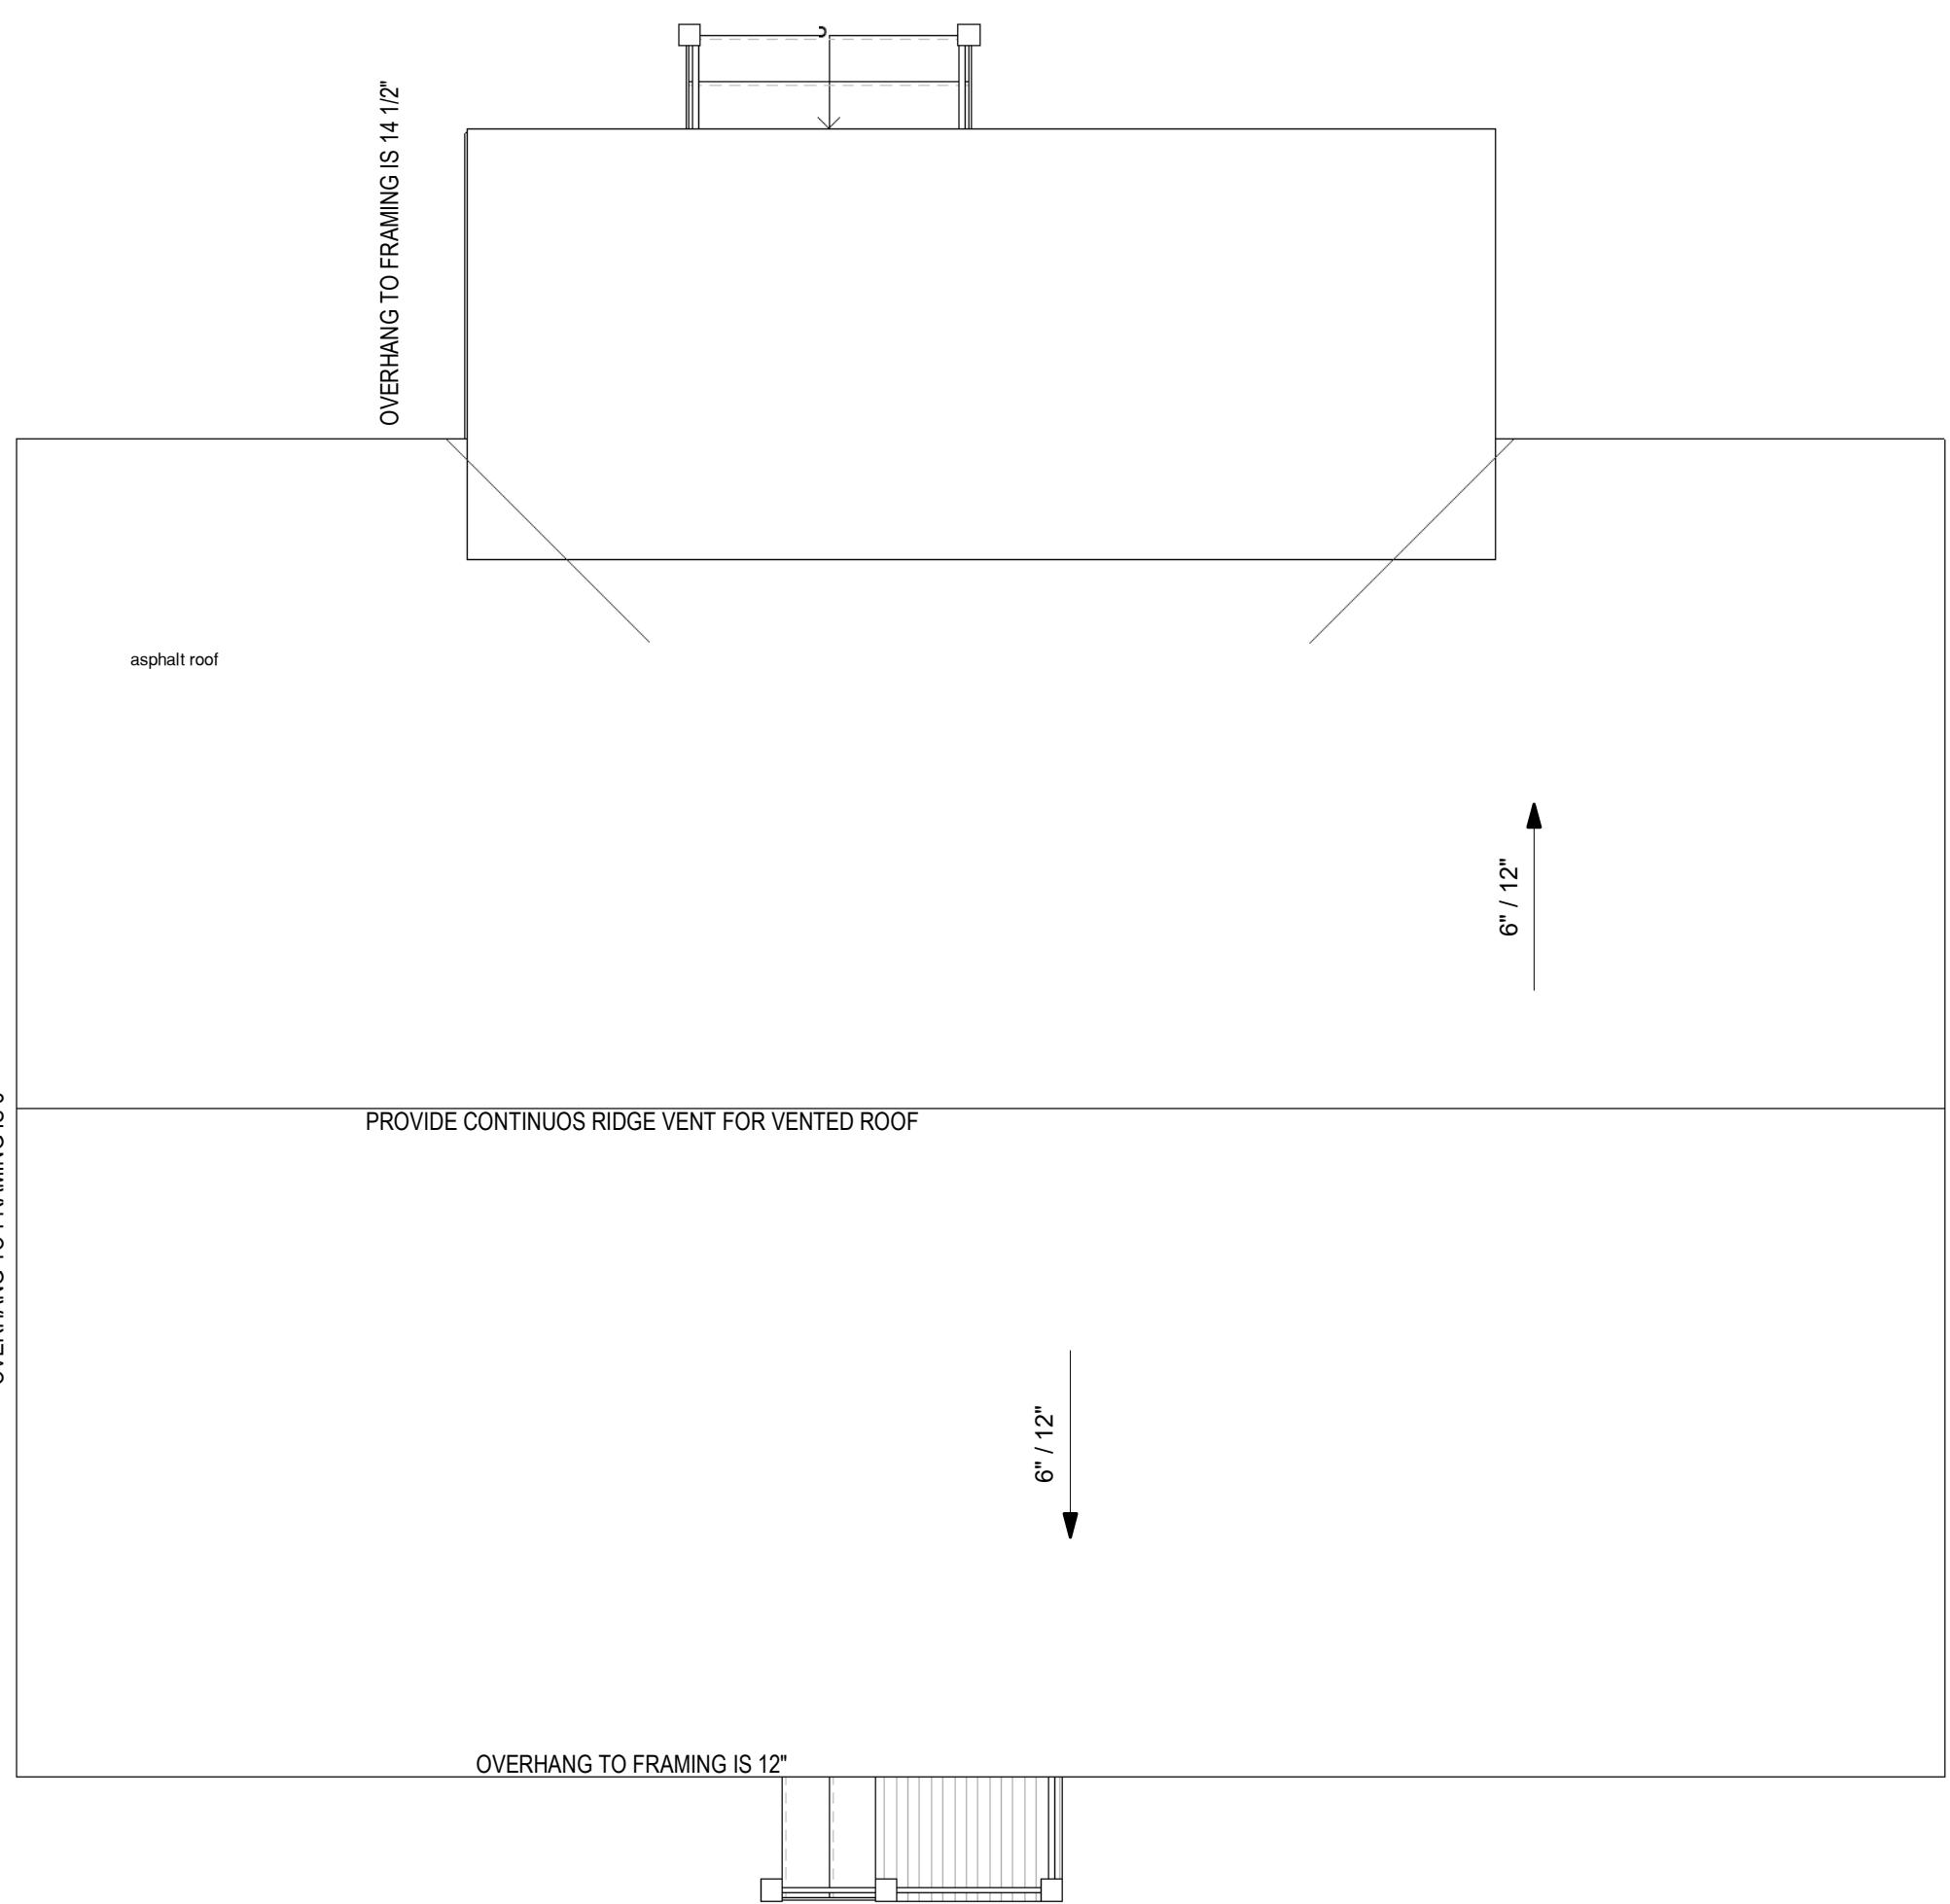 OVERHANG TO FRAMING IS 14 1/2"
asphalt roof
6" / 12"
PROVIDE CONTINUOS RIDGE VENT FOR VENTED ROOF
6" / 12"
OVERHANG TO FRAMING IS 12"